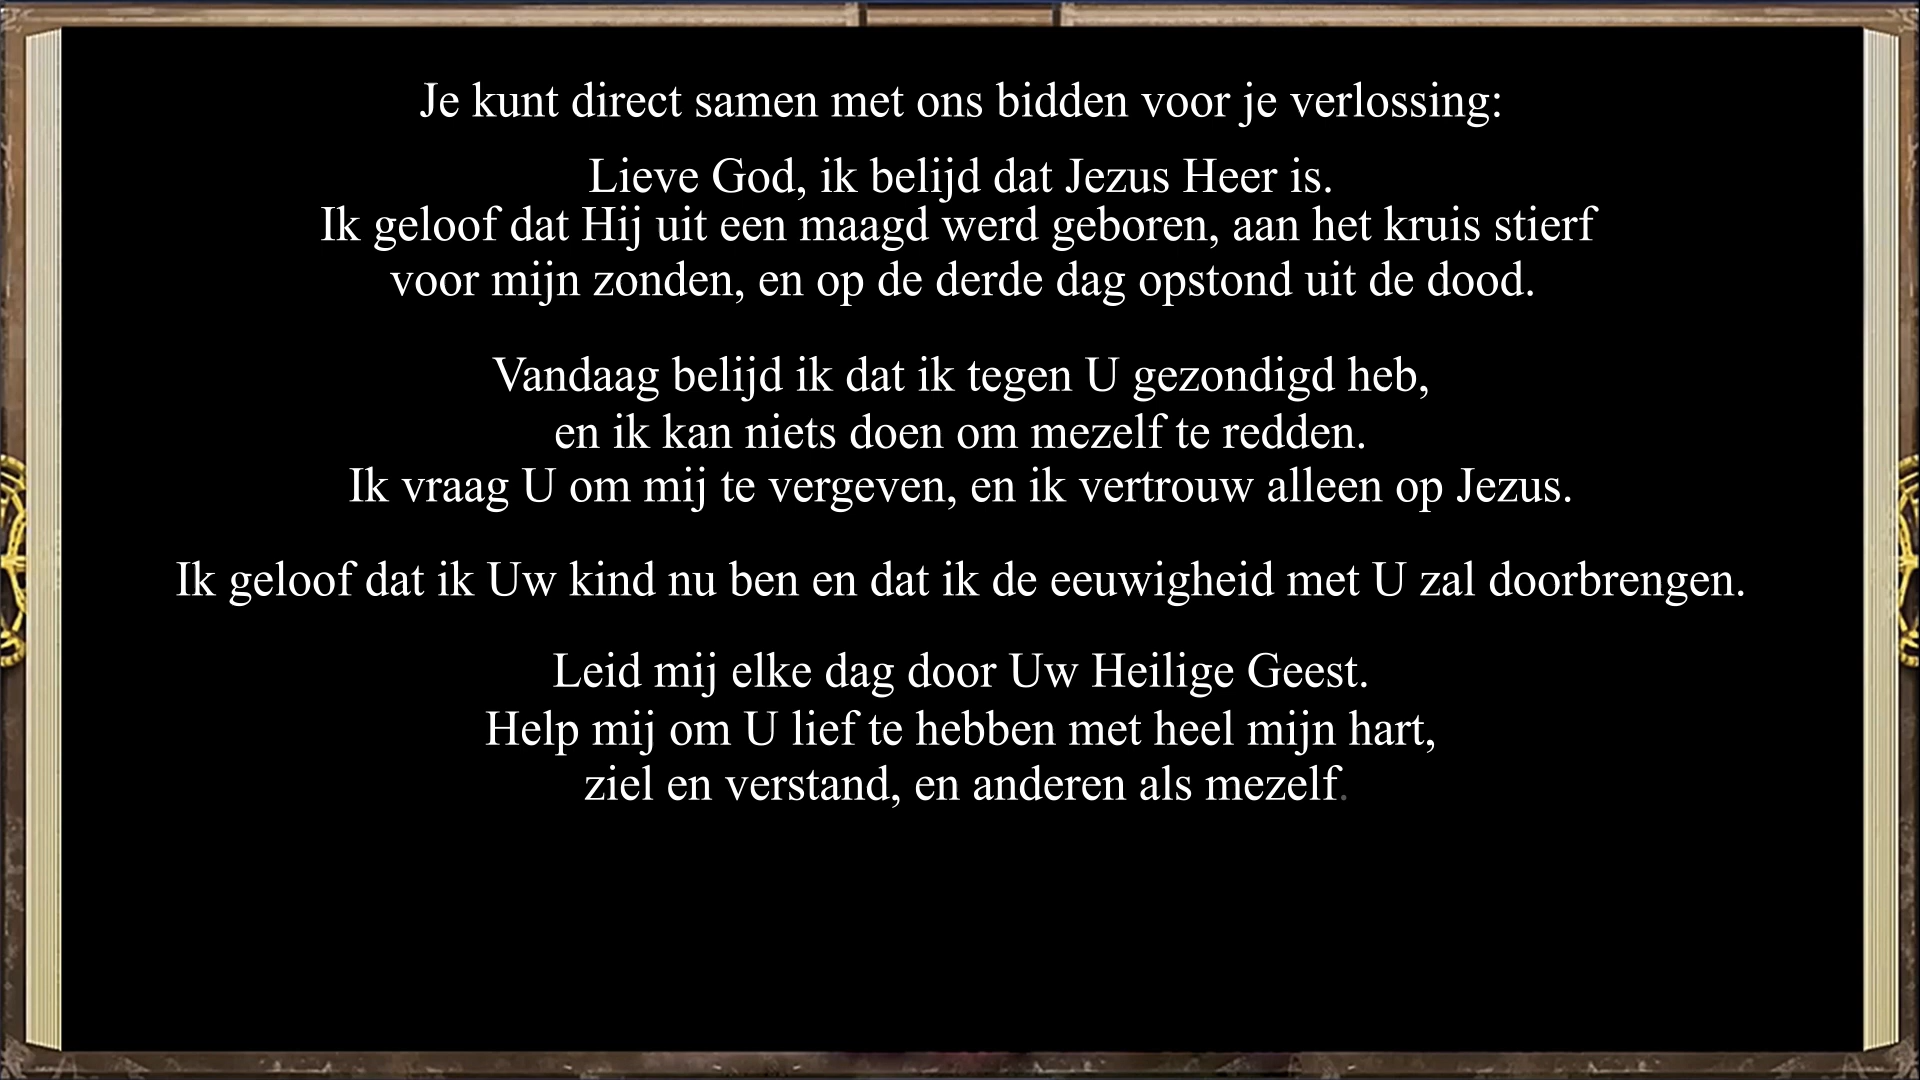 Je kunt direct samen met ons bidden voor je verlossing:
Lieve God, ik belijd dat Jezus Heer is.
Ik geloof dat Hij uit een maagd werd geboren, aan het kruis stierf
voor mijn zonden, en op de derde dag opstond uit de dood.
Vandaag belijd ik dat ik tegen U gezondigd heb,
en ik kan niets doen om mezelf te redden.
Ik vraag U om mij te vergeven, en ik vertrouw alleen op Jezus.
Ik geloof dat ik Uw kind nu ben en dat ik de eeuwigheid met U zal doorbrengen.
Leid mij elke dag door Uw Heilige Geest.
Help mij om U lief te hebben met heel mijn hart,
ziel en verstand, en anderen als mezelf.